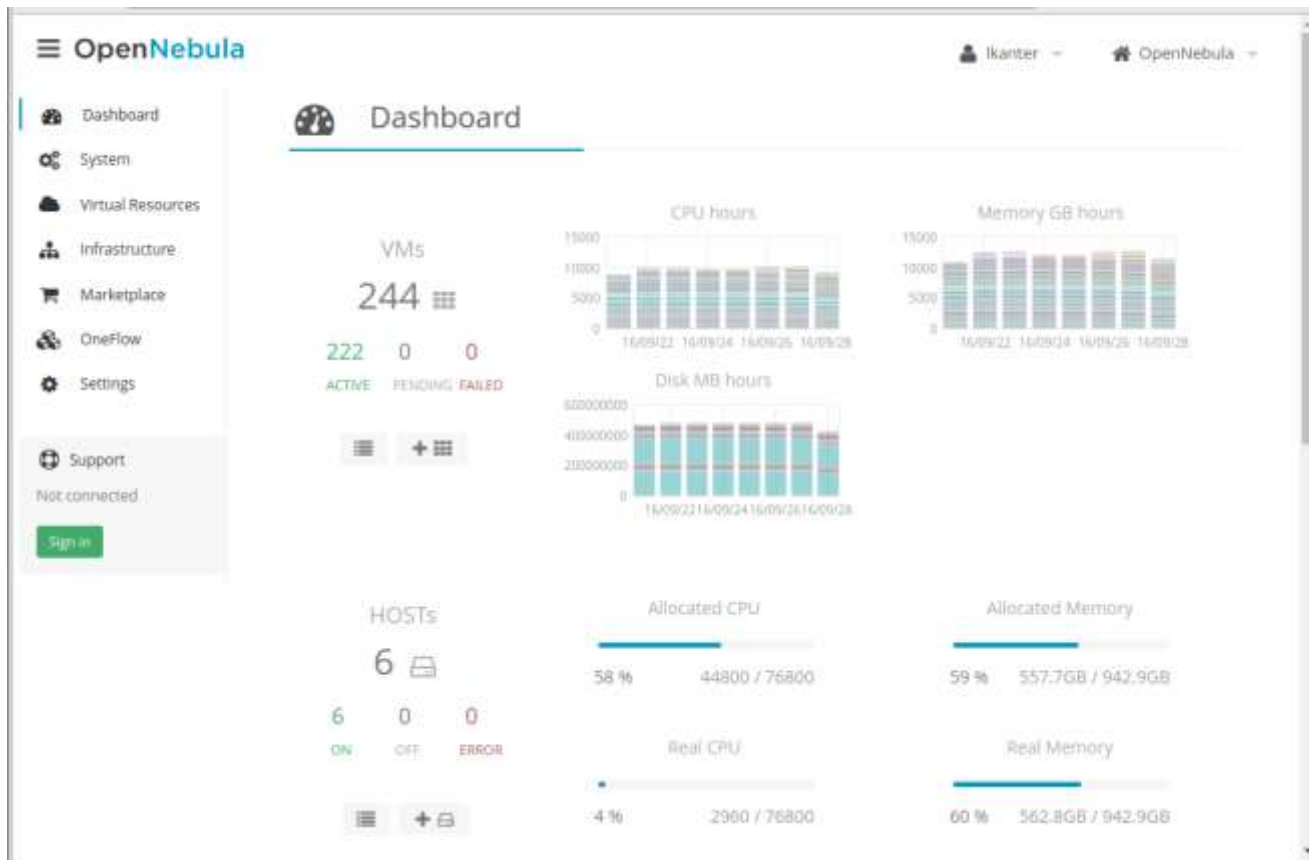 OpenNebula
lkanter
OpenNebula
Dashboard
System
Virtual Resources
Infrastructure
Marketplace
OneFlow
Settings
Support
Not connected
Sign in
Dashboard
VMs
244
222 0 0
ACTIVE PENDING FAILED
CPU hours
15000
10000
5000
0
16/09/22 16/09/24 16/09/26 16/09/28
Memory GB hours
15000
10000
5000
0
16/09/22 16/09/24 16/09/26 16/09/28
Disk MB hours
600000000
400000000
200000000
0
16/09/22 16/09/24 16/09/26 16/09/28
HOSTs
6
6 0 0
ON OFF ERROR
Allocated CPU
58 % 44800 / 76800
Allocated Memory
59 % 557.7GB / 942.9GB
Real CPU
4 % 2960 / 76800
Real Memory
60 % 562.8GB / 942.9GB